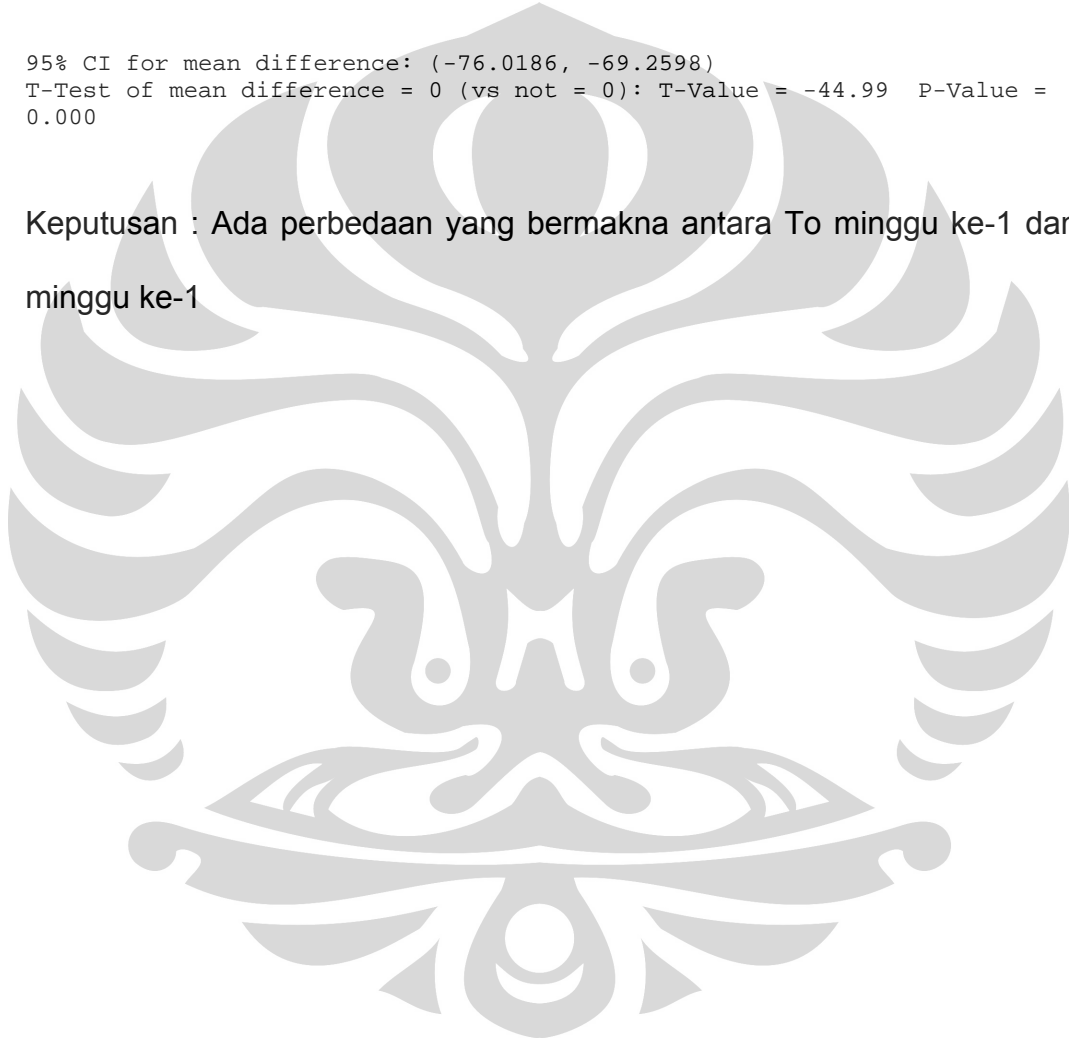 95% CI for mean difference: (-76.0186, -69.2598)
T-Test of mean difference = 0 (vs not = 0): T-Value = -44.99 P-Value =
0.000
Keputusan : Ada perbedaan yang bermakna antara To minggu ke-1 dan
minggu ke-1